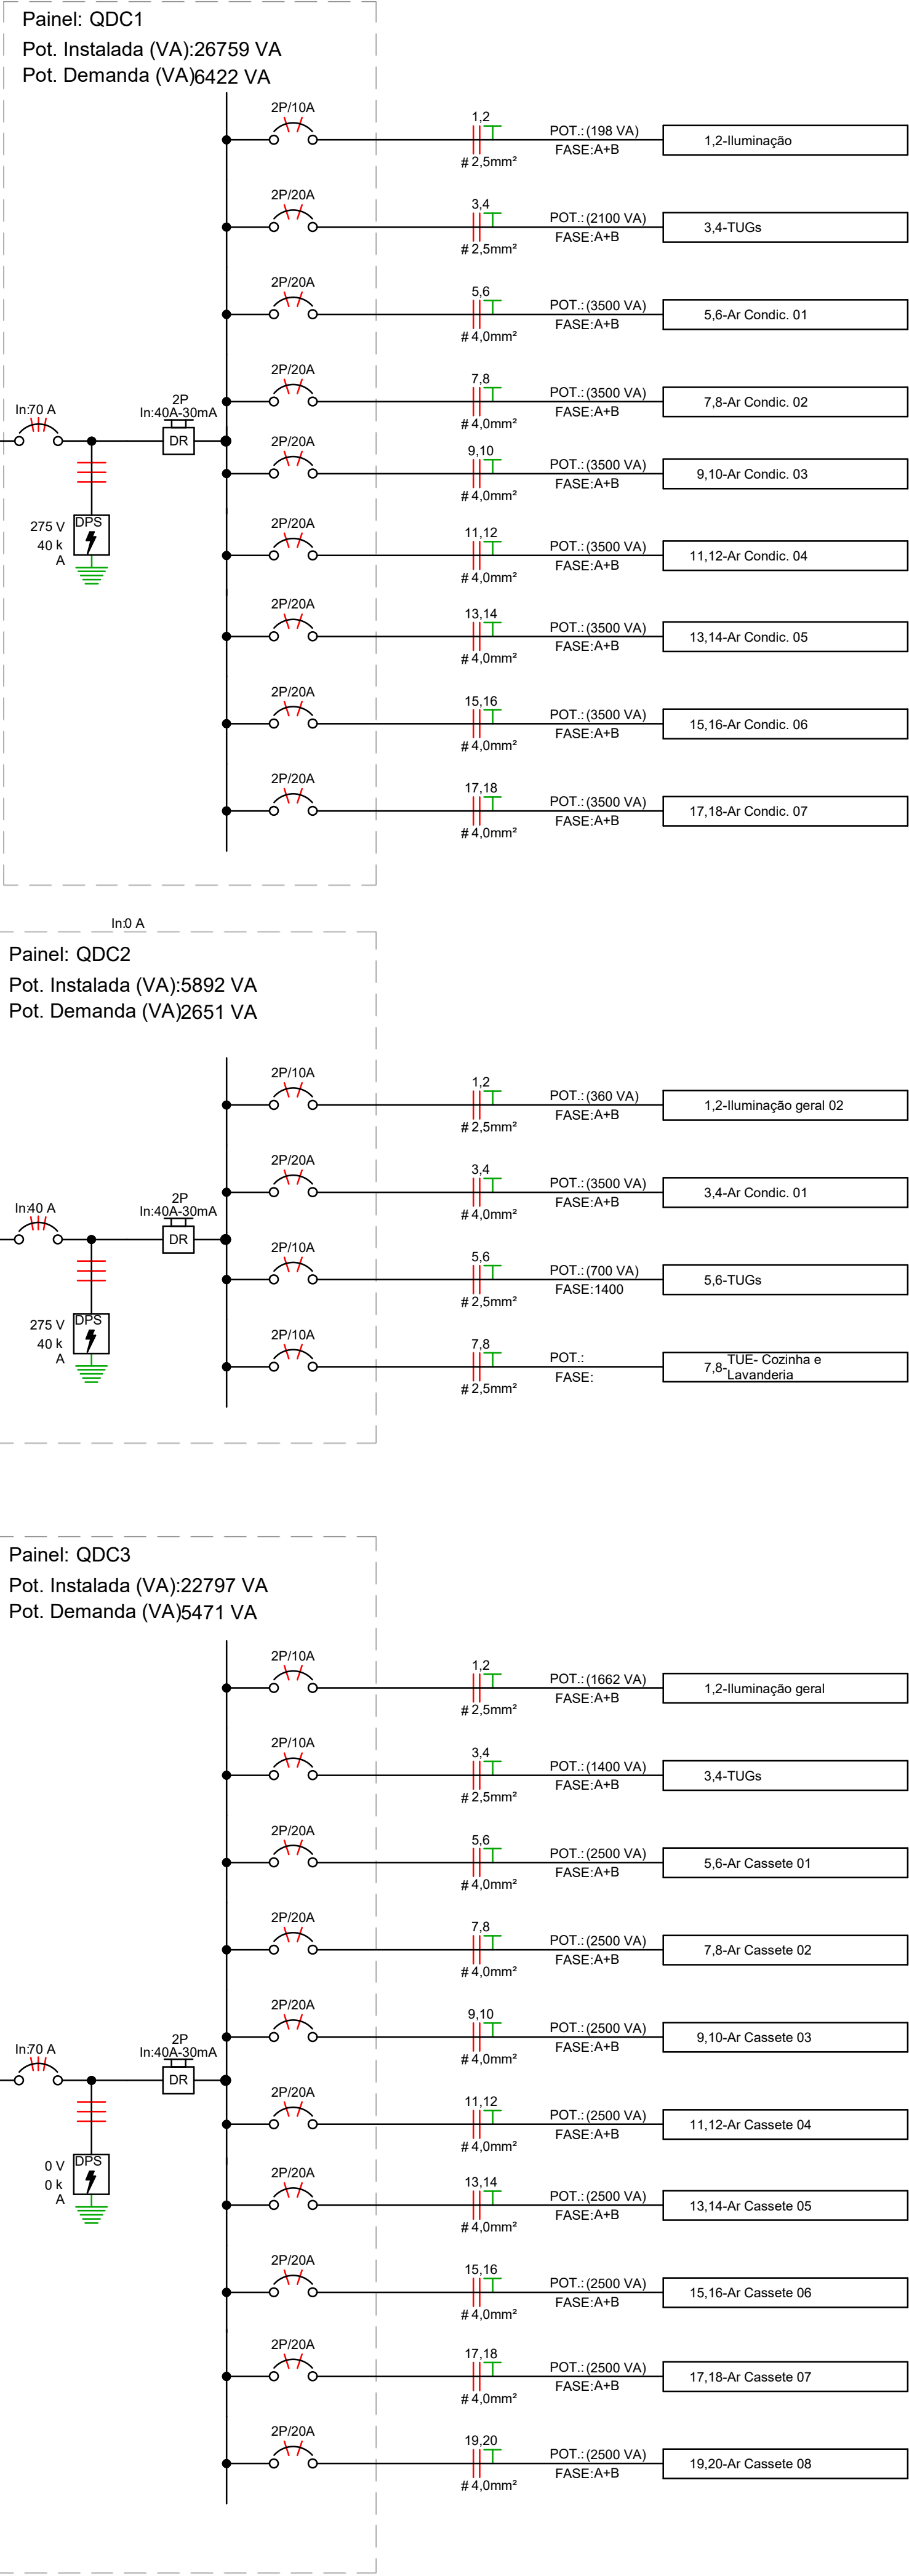 Painel: QDC1
Pot. Instalada (VA):26759 VA
Pot. Demanda (VA)6422 VA
2P/10A
1,2
POT.: (198 VA)
1,2-Iluminação
FASE:A+B
# 2,5mm²
2P/20A
3,4
POT.: (2100 VA)
3,4-TUGs
FASE:A+B
# 2,5mm²
2P/20A
5,6
POT.: (3500 VA)
5,6-Ar Condic. 01
FASE:A+B
# 4,0mm²
2P/20A
7,8
POT.: (3500 VA)
7,8-Ar Condic. 02
FASE:A+B
# 4,0mm²
In:70 A
2P
In:40A-30mA
DR
2P/20A
9,10
POT.: (3500 VA)
9,10-Ar Condic. 03
FASE:A+B
# 4,0mm²
DPS
275 V
40 k
A
2P/20A
11,12
POT.: (3500 VA)
11,12-Ar Condic. 04
FASE:A+B
# 4,0mm²
2P/20A
13,14
POT.: (3500 VA)
13,14-Ar Condic. 05
FASE:A+B
# 4,0mm²
2P/20A
15,16
POT.: (3500 VA)
15,16-Ar Condic. 06
FASE:A+B
# 4,0mm²
2P/20A
17,18
POT.: (3500 VA)
17,18-Ar Condic. 07
FASE:A+B
# 4,0mm²
In:0 A
Painel: QDC2
Pot. Instalada (VA):5892 VA
Pot. Demanda (VA)2651 VA
2P/10A
1,2
POT.: (360 VA)
1,2-Iluminação geral 02
FASE:A+B
# 2,5mm²
2P/20A
3,4
POT.: (3500 VA)
3,4-Ar Condic. 01
FASE:A+B
# 4,0mm²
In:40 A
2P
In:40A-30mA
DR
2P/10A
5,6
POT.: (700 VA)
5,6-TUGs
FASE:1400
# 2,5mm²
DPS
275 V
40 k
A
2P/10A
7,8
POT.:
FASE:
7,8-TUE- Cozinha e
Lavanderia
# 2,5mm²
Painel: QDC3
Pot. Instalada (VA):22797 VA
Pot. Demanda (VA)5471 VA
2P/10A
1,2
POT.: (1662 VA)
1,2-Iluminação geral
FASE:A+B
# 2,5mm²
2P/10A
3,4
POT.: (1400 VA)
3,4-TUGs
FASE:A+B
# 2,5mm²
2P/20A
5,6
POT.: (2500 VA)
5,6-Ar Cassete 01
FASE:A+B
# 4,0mm²
2P/20A
7,8
POT.: (2500 VA)
7,8-Ar Cassete 02
FASE:A+B
# 4,0mm²
2P/20A
9,10
POT.: (2500 VA)
9,10-Ar Cassete 03
FASE:A+B
# 4,0mm²
In:70 A
2P
In:40A-30mA
DR
2P/20A
11,12
POT.: (2500 VA)
11,12-Ar Cassete 04
FASE:A+B
# 4,0mm²
DPS
0 V
0 k
A
2P/20A
13,14
POT.: (2500 VA)
13,14-Ar Cassete 05
FASE:A+B
# 4,0mm²
2P/20A
15,16
POT.: (2500 VA)
15,16-Ar Cassete 06
FASE:A+B
# 4,0mm²
2P/20A
17,18
POT.: (2500 VA)
17,18-Ar Cassete 07
FASE:A+B
# 4,0mm²
2P/20A
19,20
POT.: (2500 VA)
19,20-Ar Cassete 08
FASE:A+B
# 4,0mm²